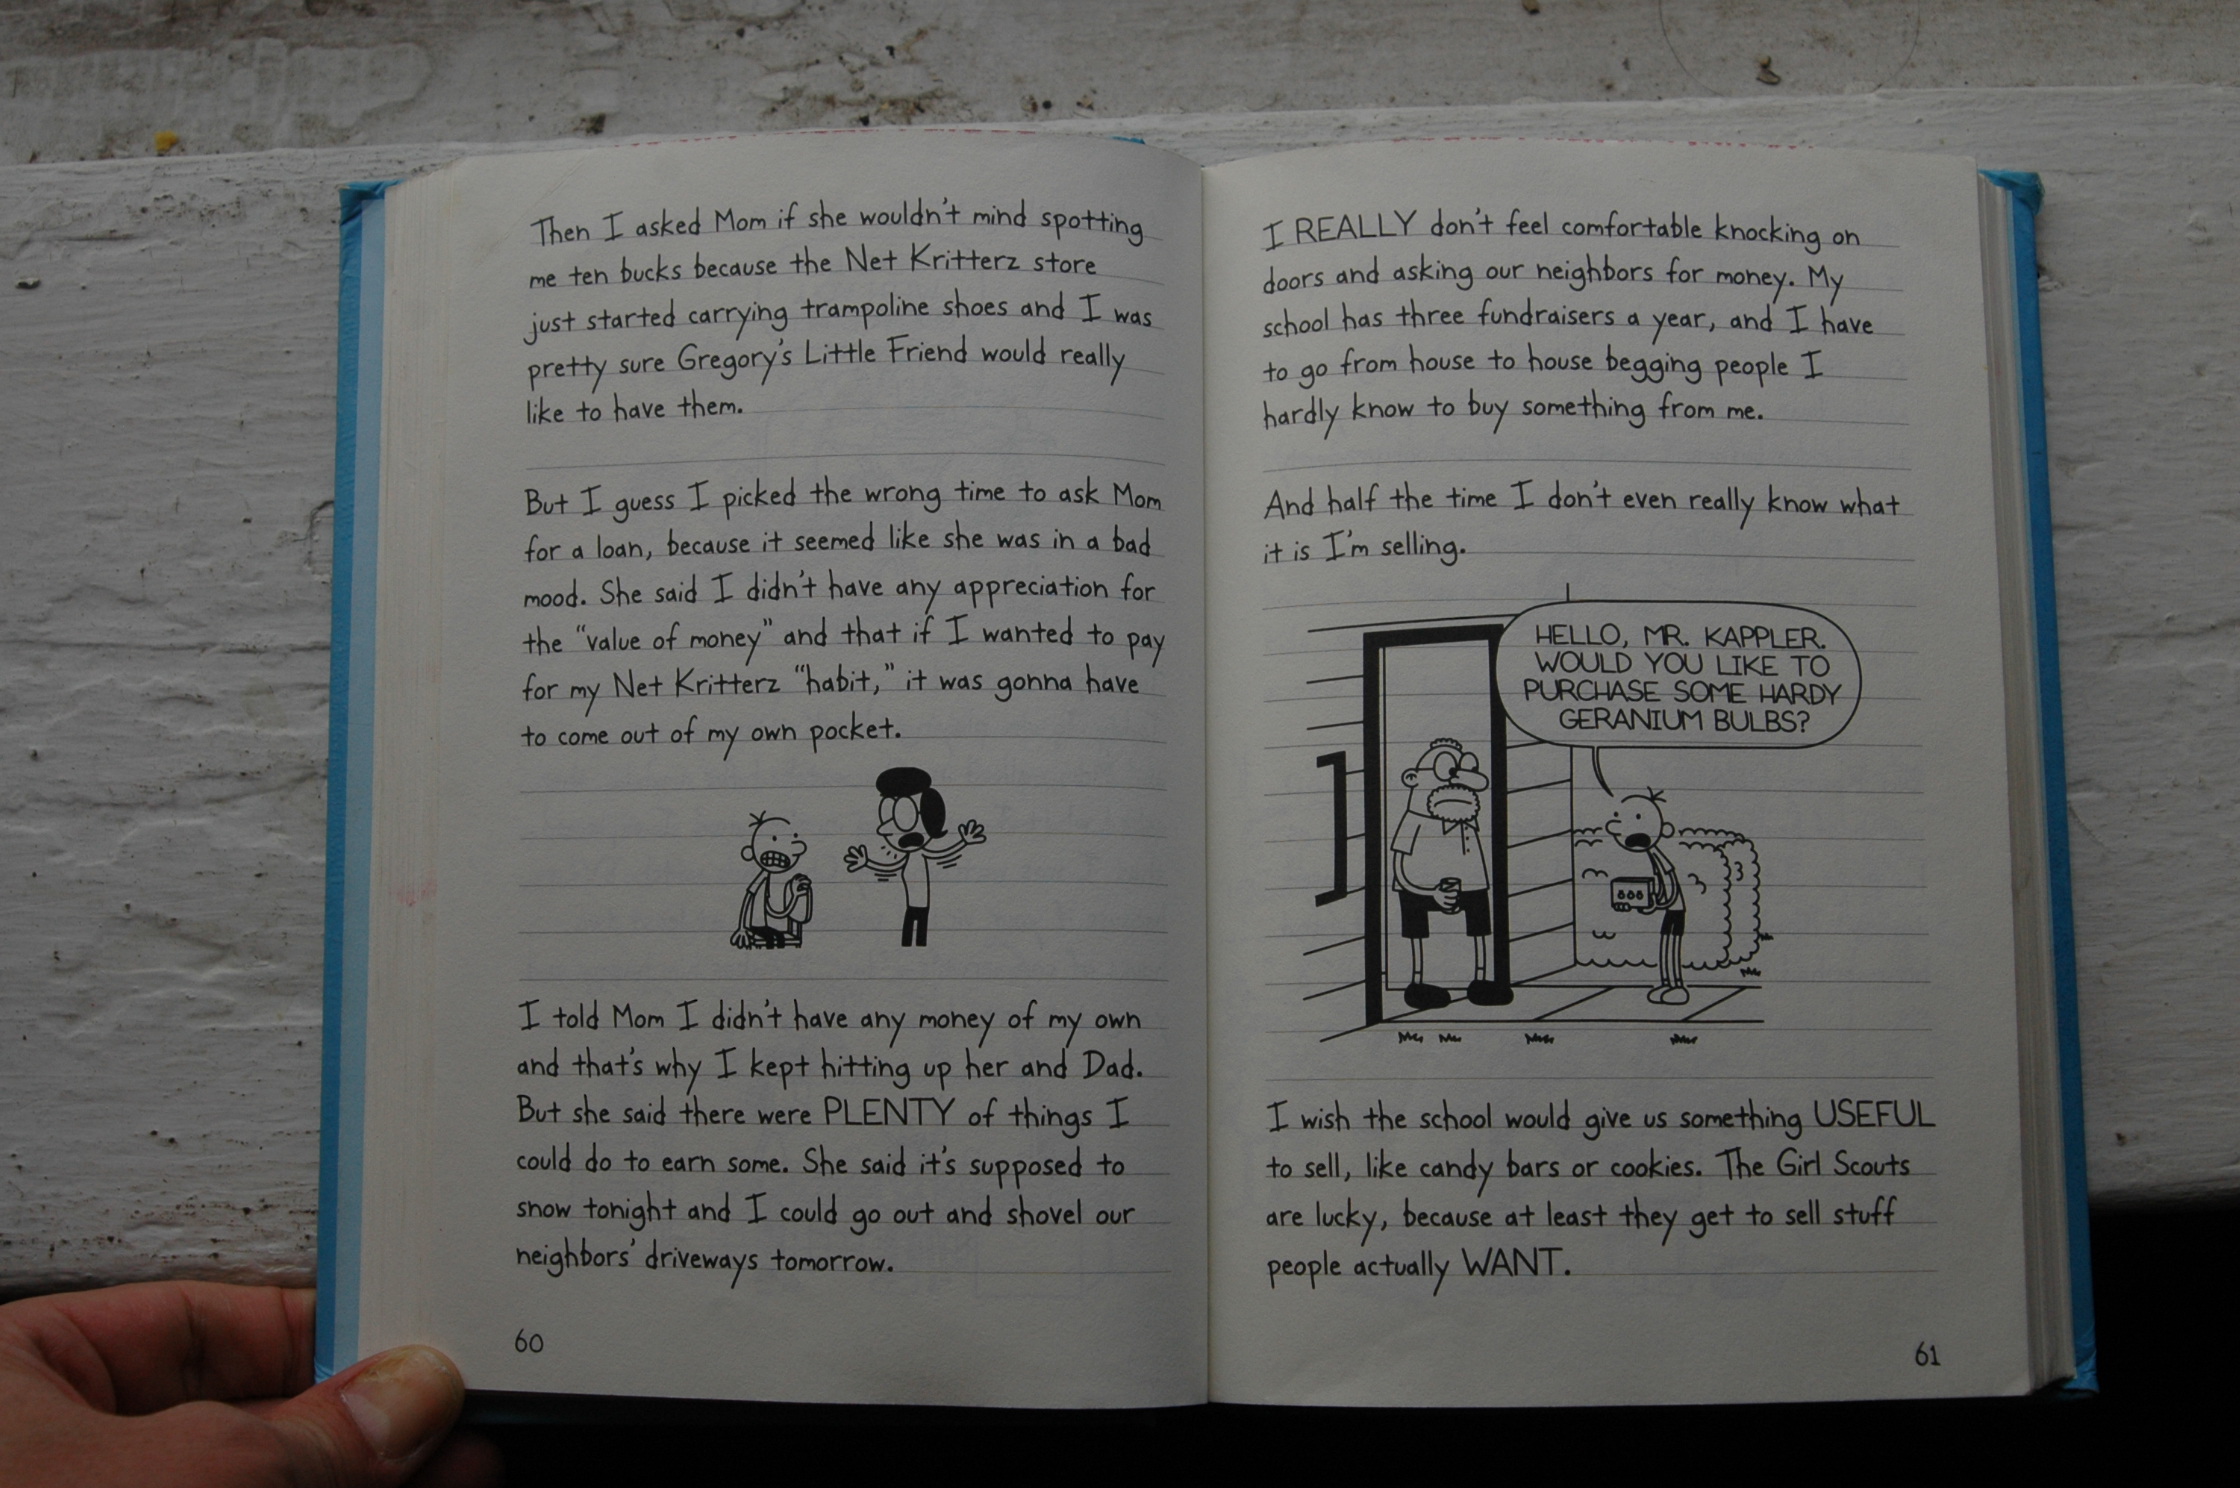 Then I asked Mom if she wouldn't mind spotting
me ten bucks because the Net Kritterz store
just started carrying trampoline shoes and I was
pretty sure Gregory's Little Friend would really
like to have them.
But I guess I picked the wrong time to ask Mom
for a loan, because it seemed like she was in a bad
mood. She said I didn't have any appreciation for
the "value of money" and that if I wanted to pay
for my Net Kritterz "habit," it was gonna have
to come out of my own pocket.
I told Mom I didn't have any money of my own
and that's why I kept hitting up her and Dad.
But she said there were PLENTY of things I
could do to earn some. She said it's supposed to
snow tonight and I could go out and shovel our
neighbors' driveways tomorrow.
60
I REALLY don't feel comfortable knocking on
doors and asking our neighbors for money. My
school has three fundraisers a year, and I have
to go from house to house begging people I
hardly know to buy something from me.
And half the time I don't even really know what
it is I'm selling.
HELLO, MR. KAPPLER.
WOULD YOU LIKE TO
PURCHASE SOME HARDY
GERANIUM BULBS?
I wish the school would give us something USEFUL
to sell, like candy bars or cookies. The Girl Scouts
are lucky, because at least they get to sell stuff
people actually WANT.
61